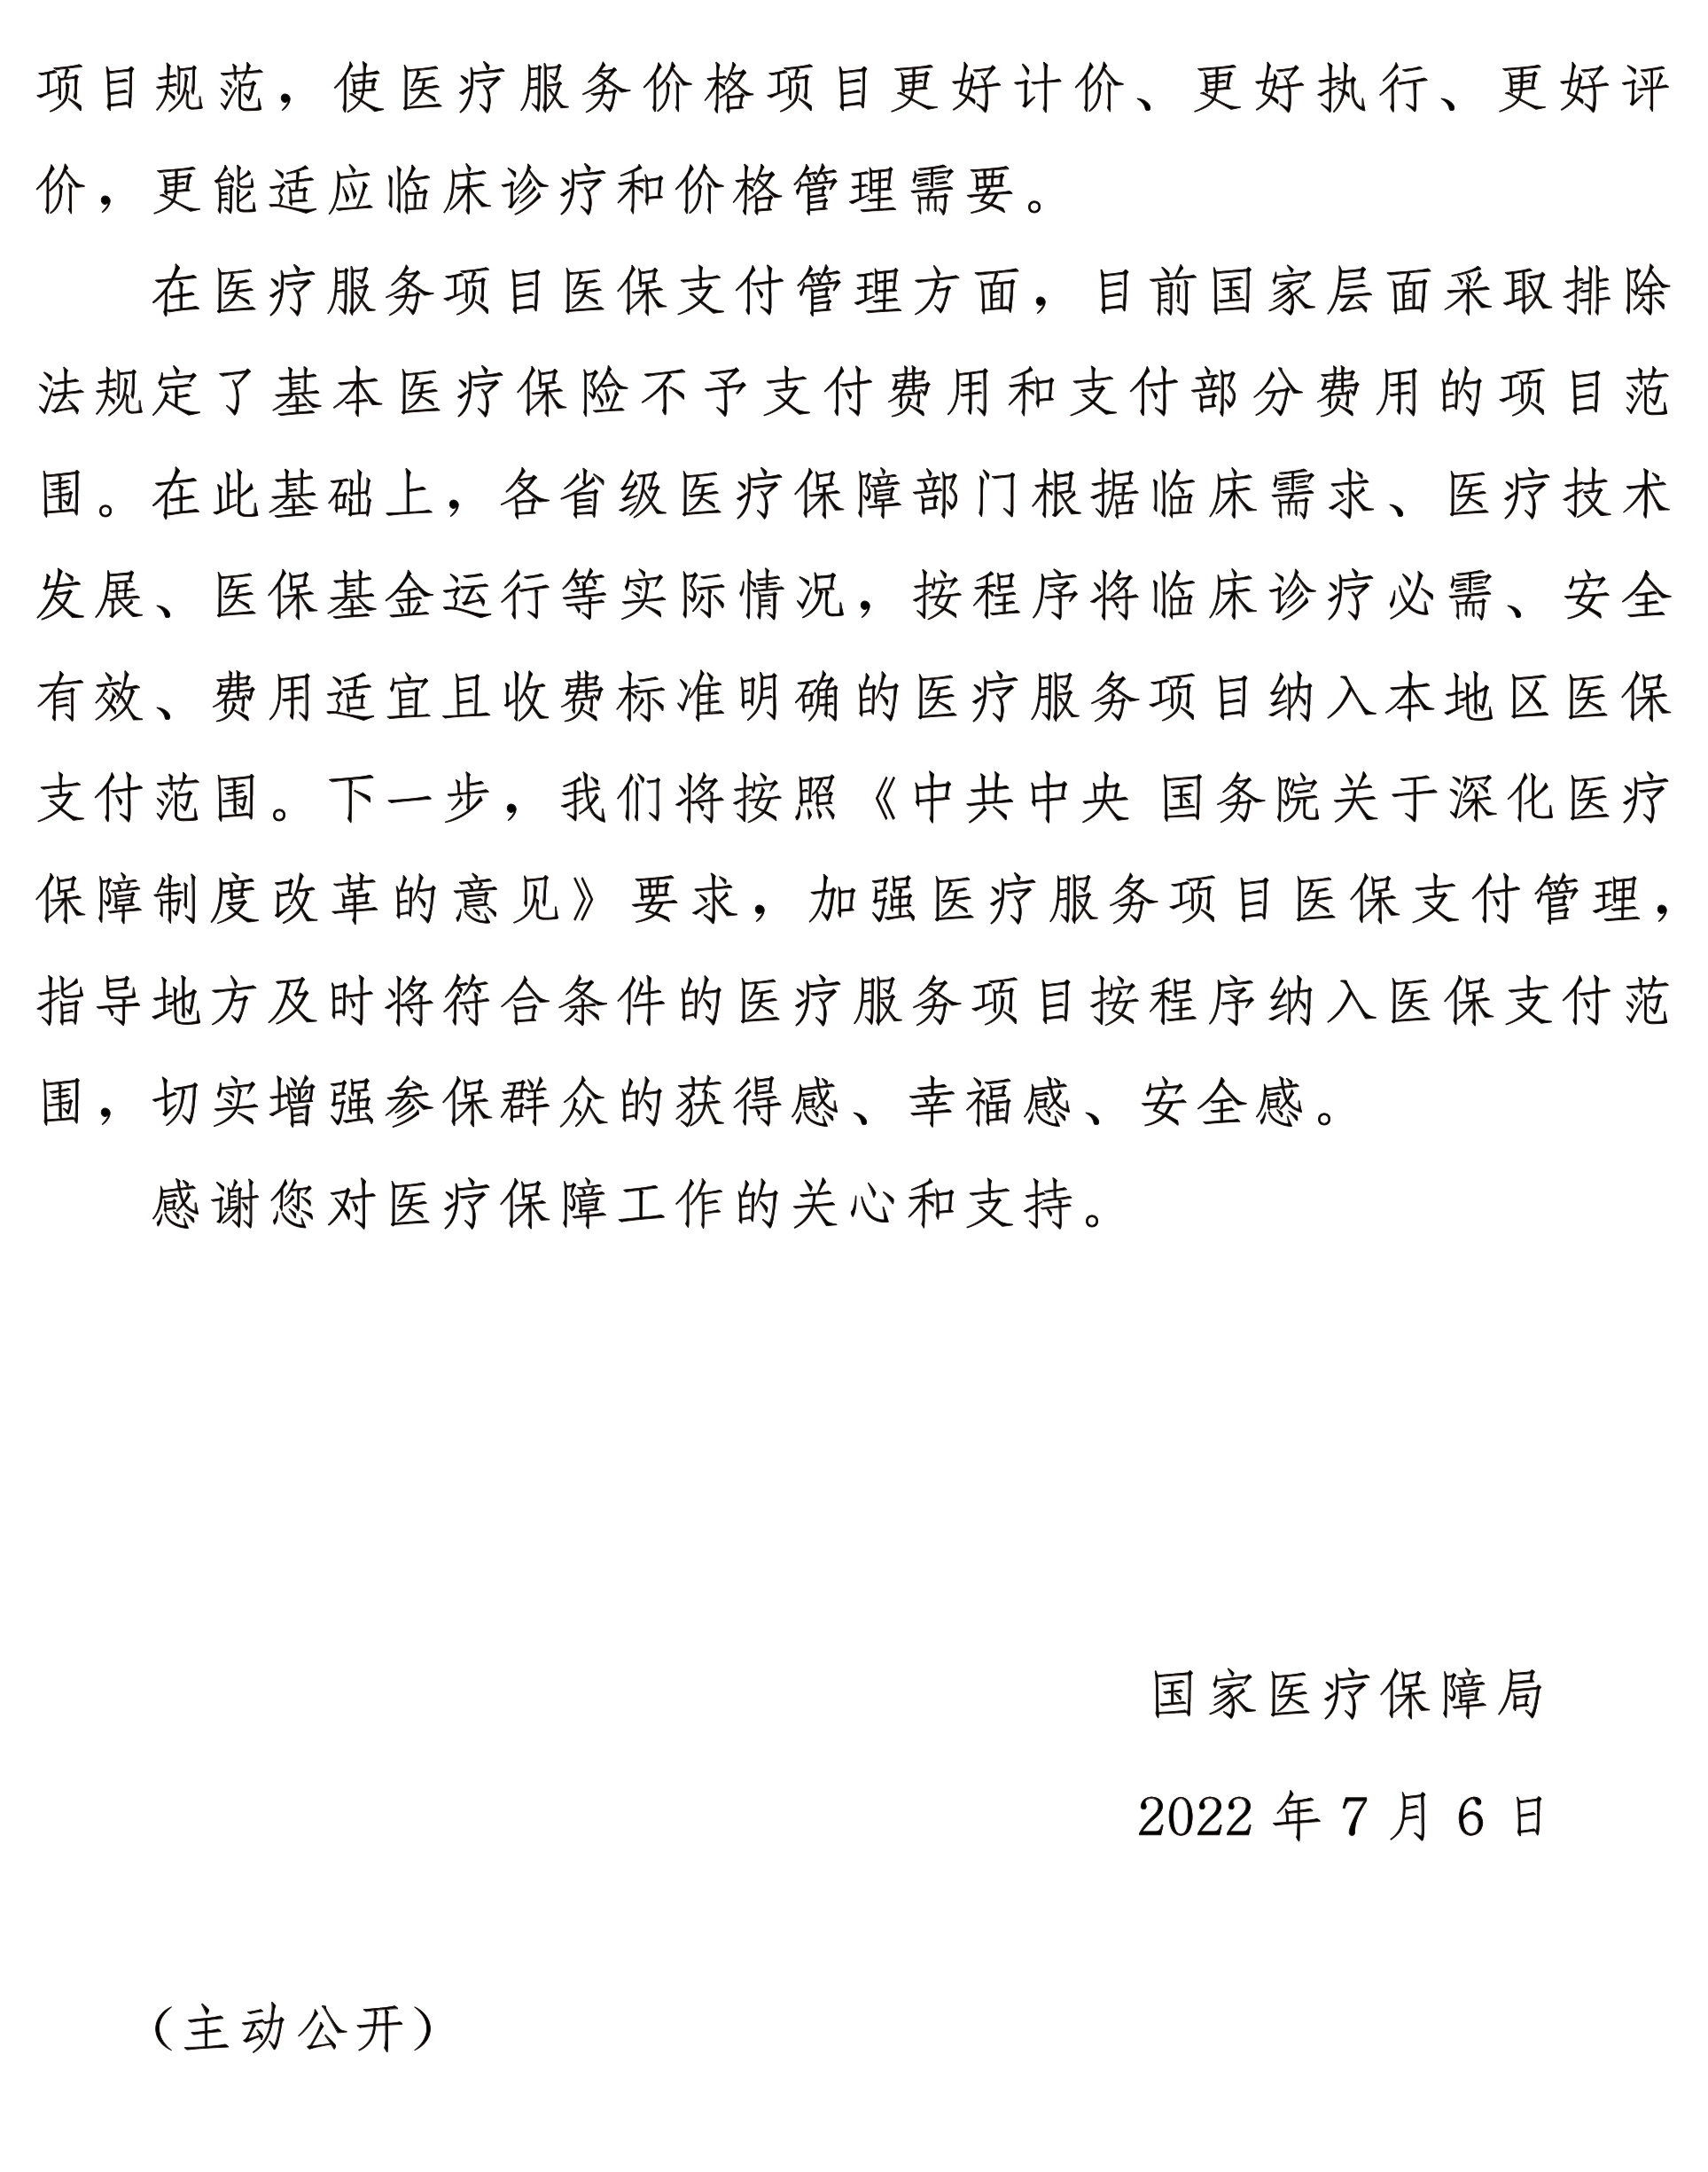 项目规范，使医疗服务价格项目更好计价、更好执行、更好评
价，更能适应临床诊疗和价格管理需要。
在医疗服务项目医保支付管理方面，目前国家层面采取排除
法规定了基本医疗保险不予支付费用和支付部分费用的项目范
围。在此基础上，各省级医疗保障部门根据临床需求、医疗技术
发展、医保基金运行等实际情况，按程序将临床诊疗必需、安全
有效、费用适宜且收费标准明确的医疗服务项目纳入本地区医保
支付范围。下一步，我们将按照《中共中央 国务院关于深化医疗
保障制度改革的意见》要求，加强医疗服务项目医保支付管理，
指导地方及时将符合条件的医疗服务项目按程序纳入医保支付范
围，切实增强参保群众的获得感、幸福感、安全感。
感谢您对医疗保障工作的关心和支持。
国家医疗保障局
2022 年 7 月 6 日
（主动公开）